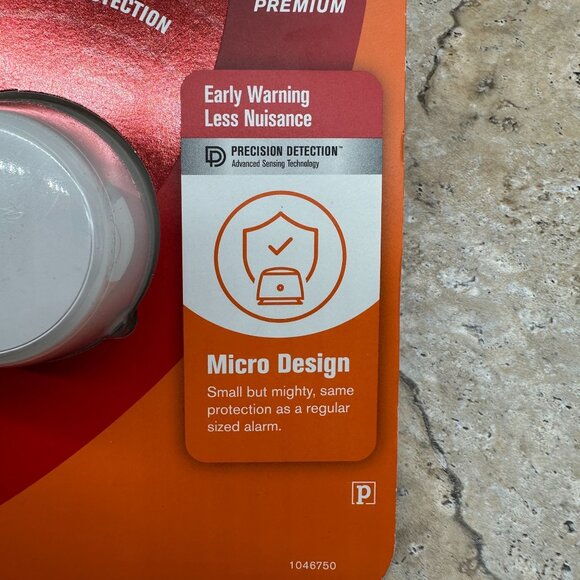 DETECTION
PREMIUM
Early Warning
Less Nuisance
PRECISION DETECTION™
Advanced Sensing Technology
Micro Design
Small but mighty, same
protection as a regular
sized alarm.
p
1046750